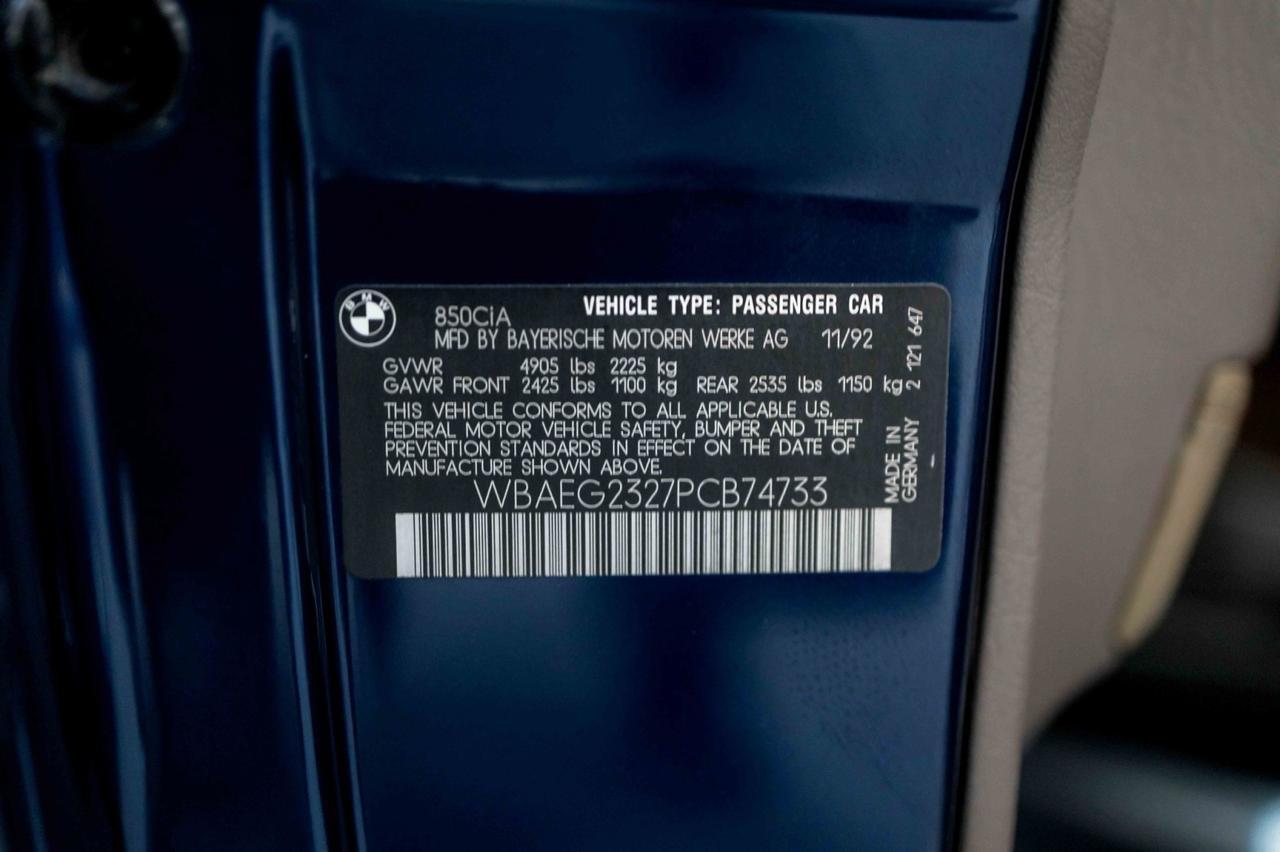 BMW
850CiA
VEHICLE TYPE: PASSENGER CAR
MFD BY BAYERISCHE MOTOREN WERKE AG 11/92
GVWR 4905 lbs 2225 kg
GAWR FRONT 2425 lbs 1100 kg REAR 2535 lbs 1150 kg
THIS VEHICLE CONFORMS TO ALL APPLICABLE U.S.
FEDERAL MOTOR VEHICLE SAFETY, BUMPER AND THEFT
PREVENTION STANDARDS IN EFFECT ON THE DATE OF
MANUFACTURE SHOWN ABOVE.
WBAEG2327PCB74733
MADE IN
GERMANY 2 121 647